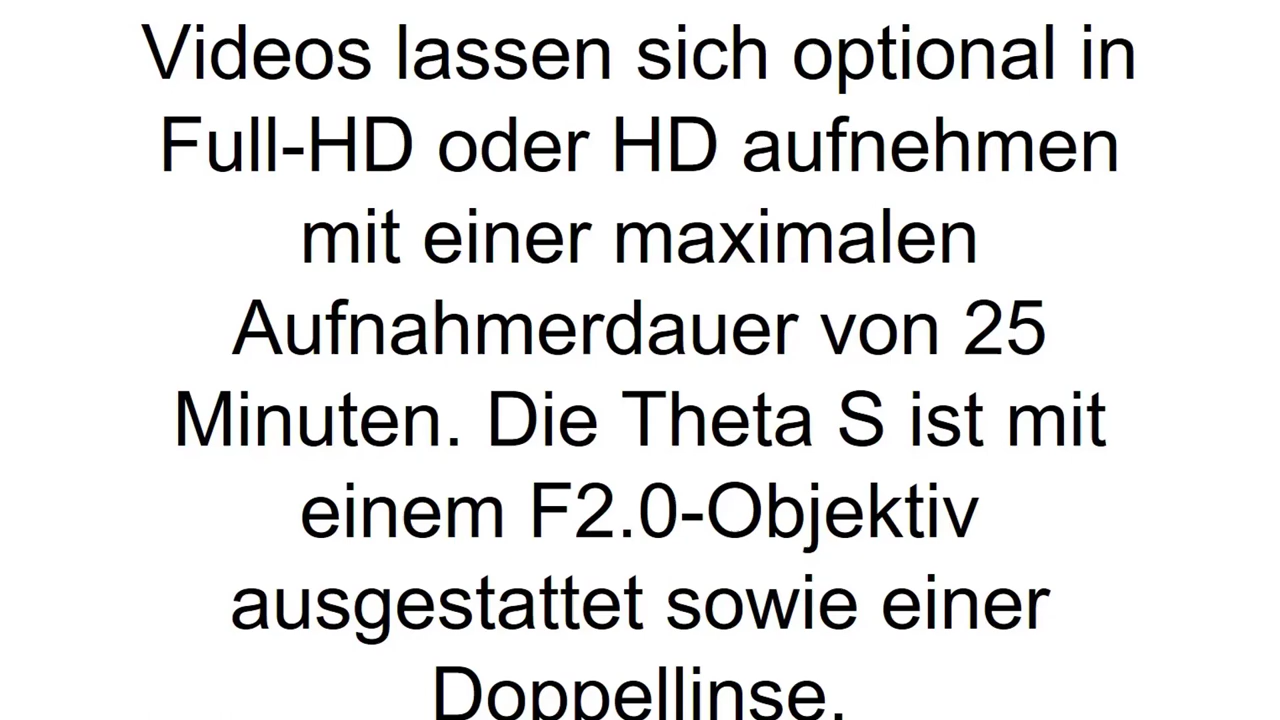 Videos lassen sich optional in
Full-HD oder HD aufnehmen
mit einer maximalen
Aufnahmerdauer von 25
Minuten. Die Theta S ist mit
einem F2.0-Objektiv
ausgestattet sowie einer
Doppellinse.